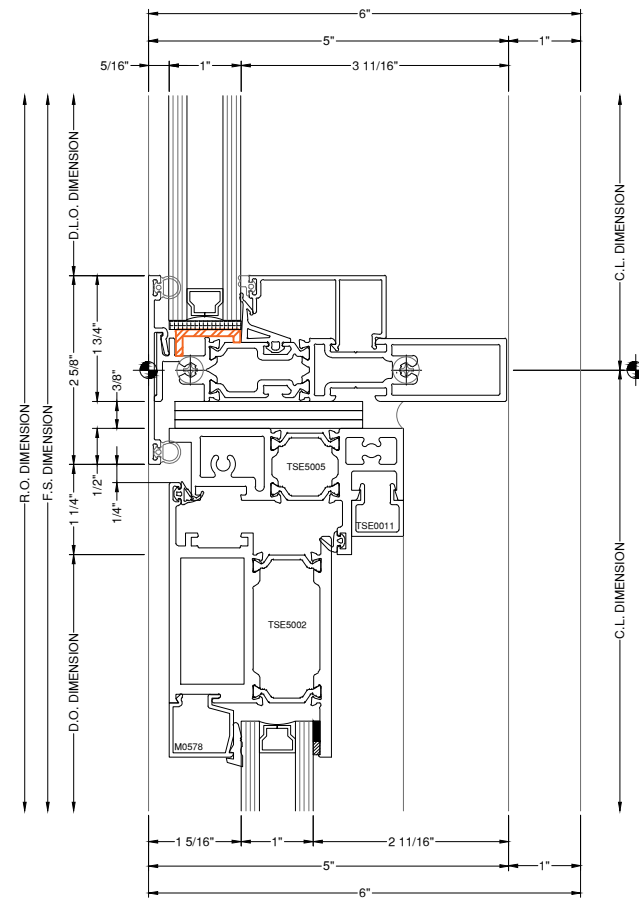 6"
5"
1"
5/16"
1"
3 11/16"
D.L.O. DIMENSION
C.L. DIMENSION
1 3/4"
2 5/8"
3/8"
R.O. DIMENSION
F.S. DIMENSION
TSE5005
1/2"
1/4"
1 1/4"
TSE0011
C.L. DIMENSION
TSE5002
D.O. DIMENSION
M0578
1 5/16"
1"
2 11/16"
5"
1"
6"